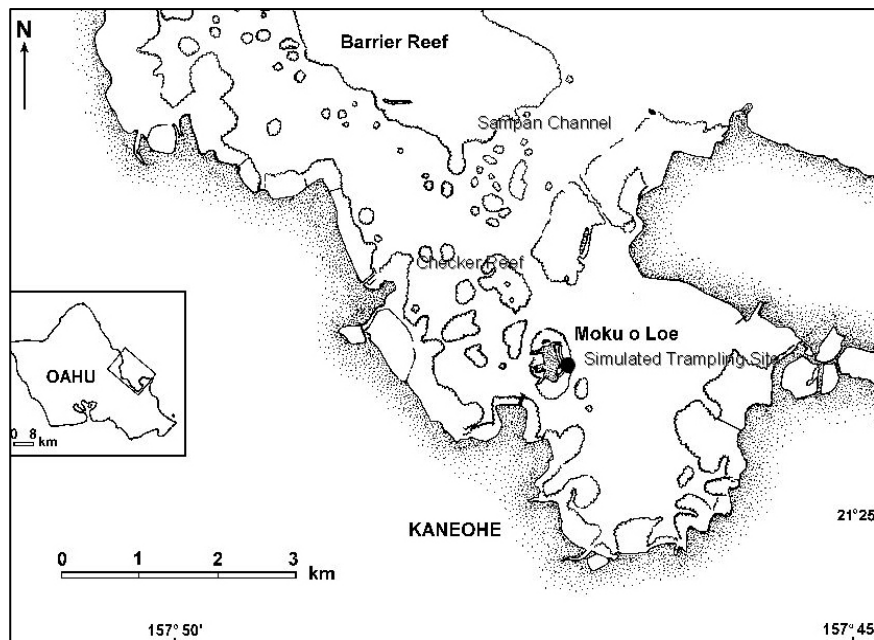 N
Barrier Reef
Sampan Channel
Checker Reef
Moku o Loe
Simulated Trampling Site
OAHU
0 8
km
21°25
KANEOHE
0 1 2 3
km
157°50'
157°45